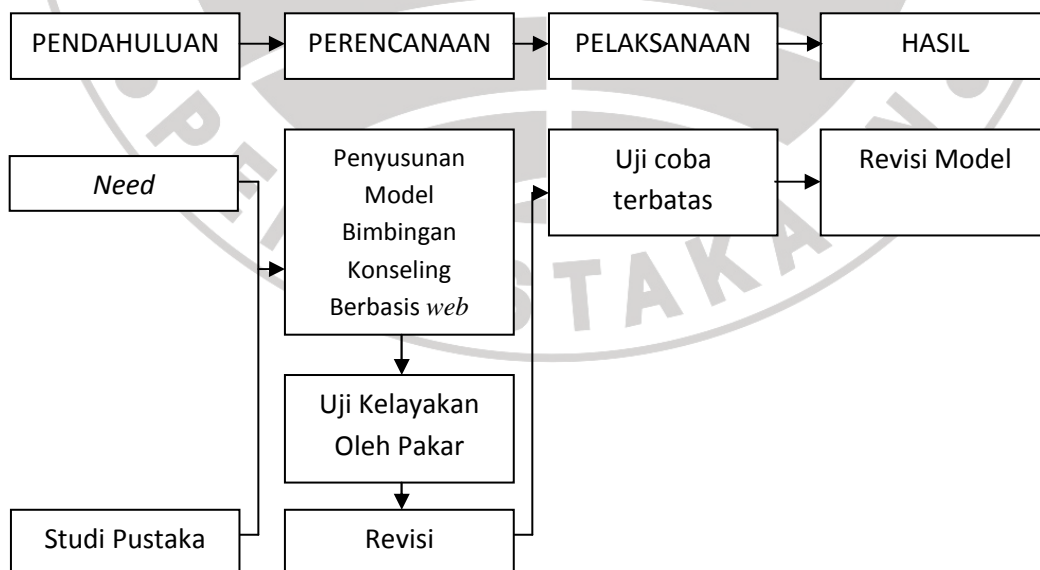 PENDAHULUAN
PERENCANAAN
PELAKSANAAN
HASIL
Need
Penyusunan
Model
Bimbingan
Konseling
Berbasis web
Uji coba
terbatas
Revisi Model
Uji Kelayakan
Oleh Pakar
Studi Pustaka
Revisi